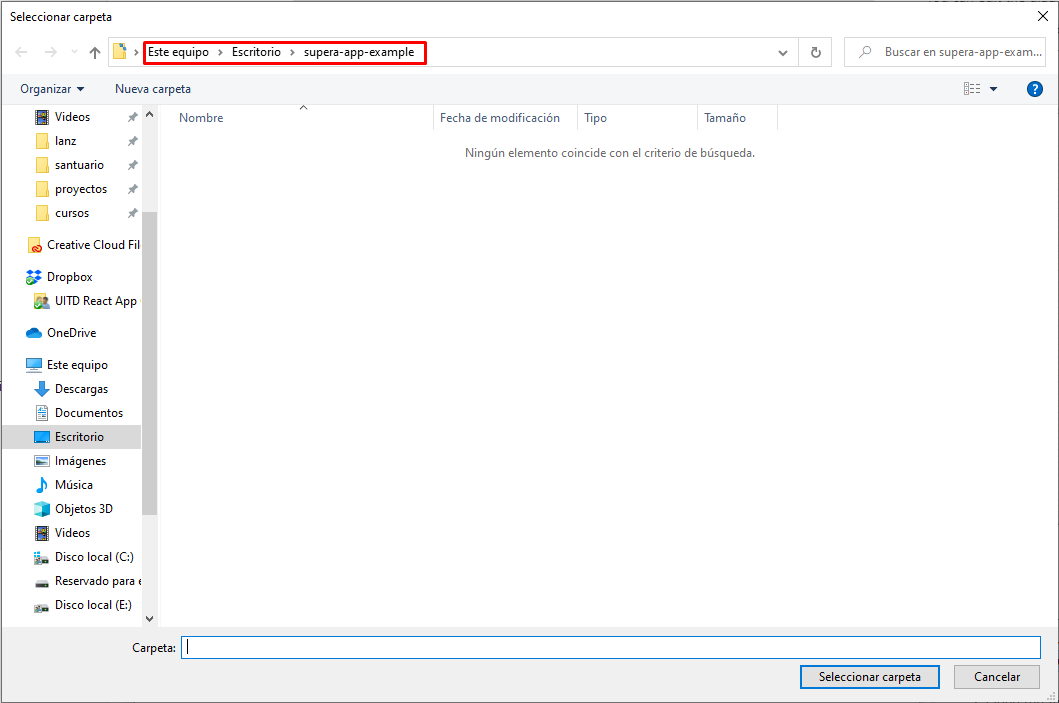 Seleccionar carpeta
Este equipo > Escritorio > supera-app-example
Buscar en supera-app-exam...
Organizar
Nueva carpeta
?
Nombre
Fecha de modificación
Tipo
Tamaño
Ningún elemento coincide con el criterio de búsqueda.
Videos
lanz
santuario
proyectos
cursos
Creative Cloud Fil
Dropbox
UITD React App
OneDrive
Este equipo
Descargas
Documentos
Escritorio
Imágenes
Música
Objetos 3D
Videos
Disco local (C:)
Reservado para e
Disco local (E:)
Carpeta:
Seleccionar carpeta
Cancelar